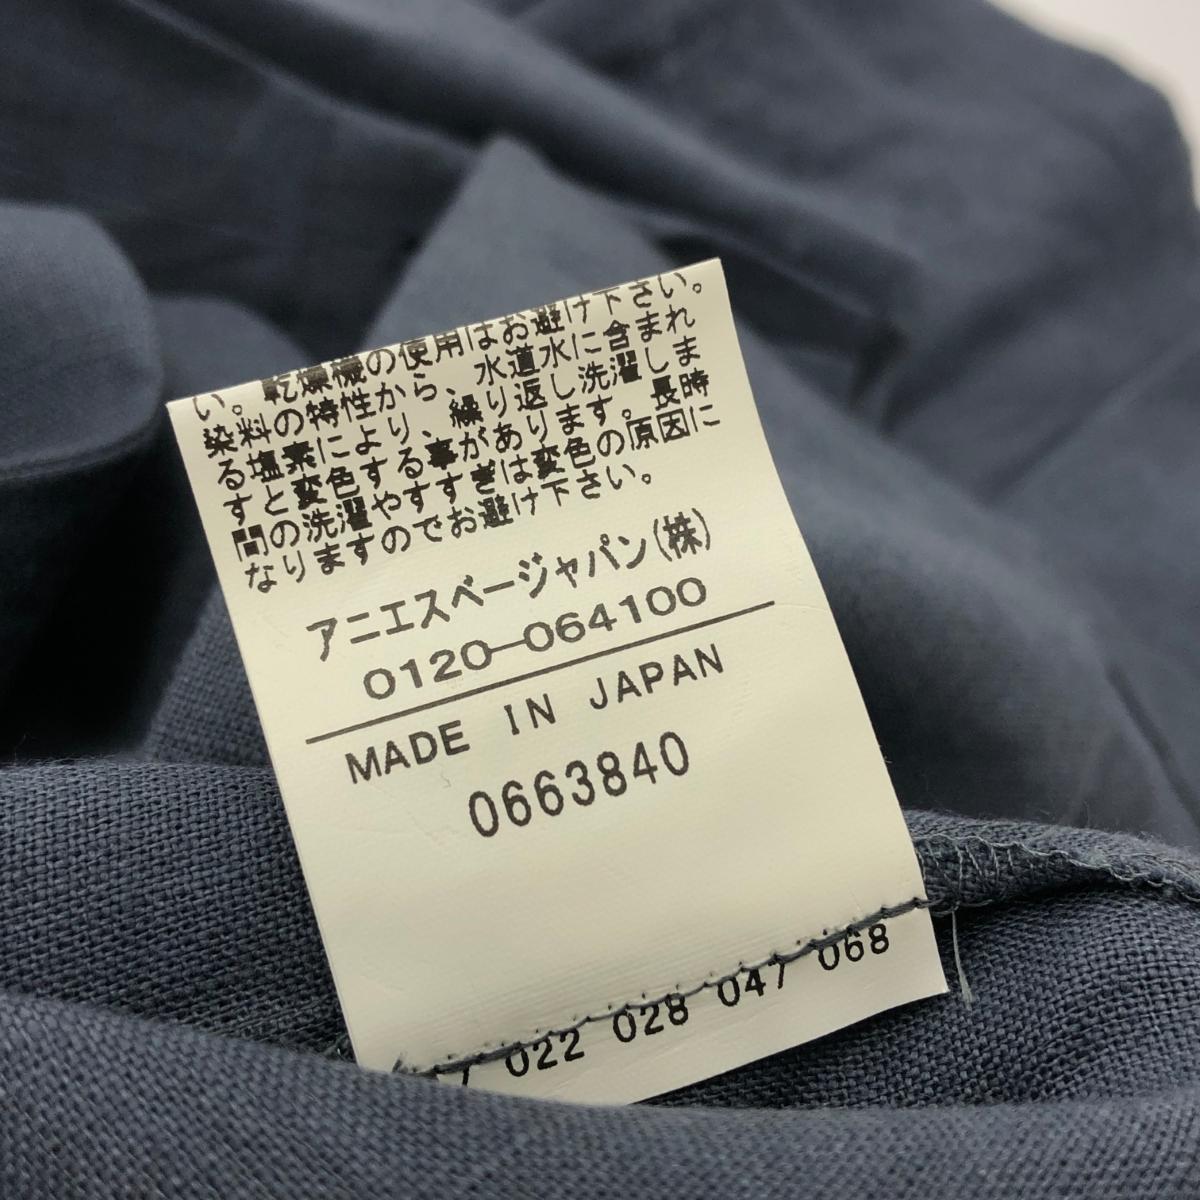 乾燥機の使用はお避け下さい。
い。
染料の特性から、水道水に含まれ
る塩素により、繰り返し洗濯しま
すと変色する事があります。長時
間の洗濯やすすぎは変色の原因に
なりますのでお避け下さい。
アニエスベージャパン(株)
0120-064100
MADE IN JAPAN
0663840
022 028 047 068